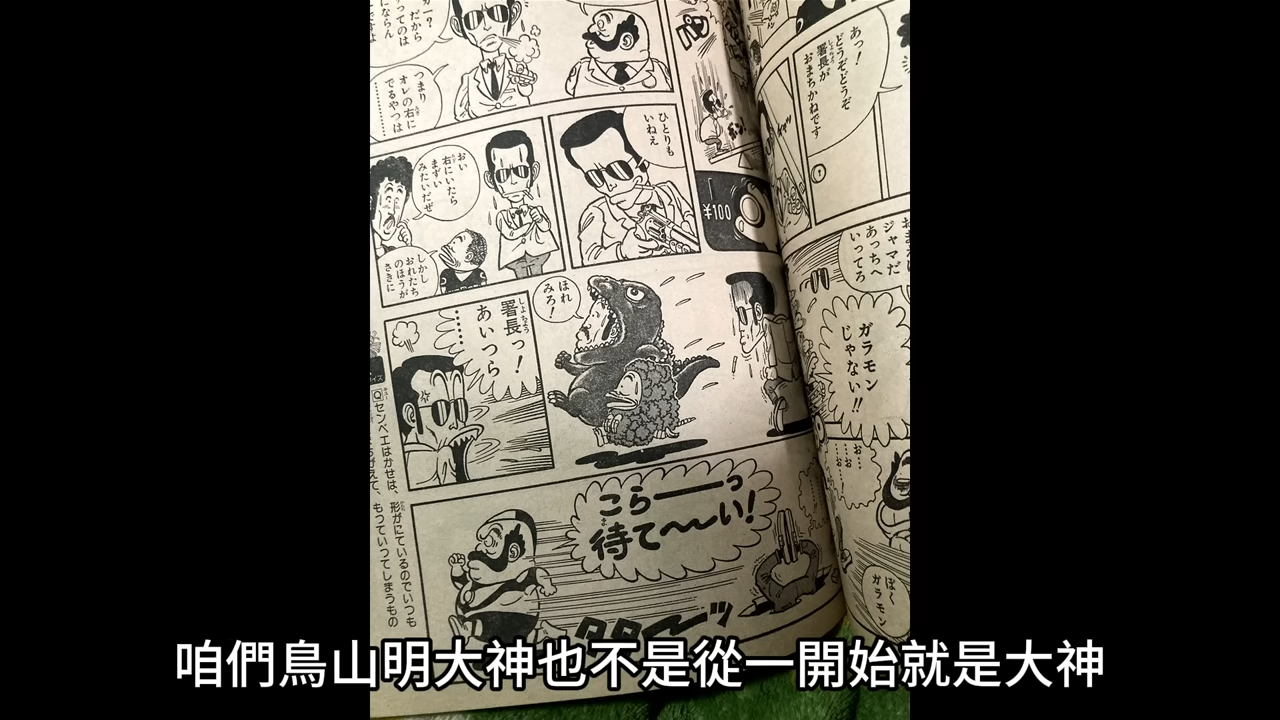 あっ！
どうぞどうぞ
署長が
おまちかねです
ジャマだ
あっちへ
いってろ
ガラモン
じゃない!!
お…
…お
…！
ぼく
ガラモン
だから
つまり
オレの右に
でるやつは
………
パン
ひとりも
いねえ
おい
右にいたら
まずい
みたいだぜ
しかし
おれたち
のほうが
さきに
¥100
ほれ
みろ！
署長っ！
あいつら
……
こら──っ
待て〜〜い！
Q センベエはかせは、
形がにているのでいつも
もっていってしまうもの
咱們鳥山明大神也不是從一開始就是大神